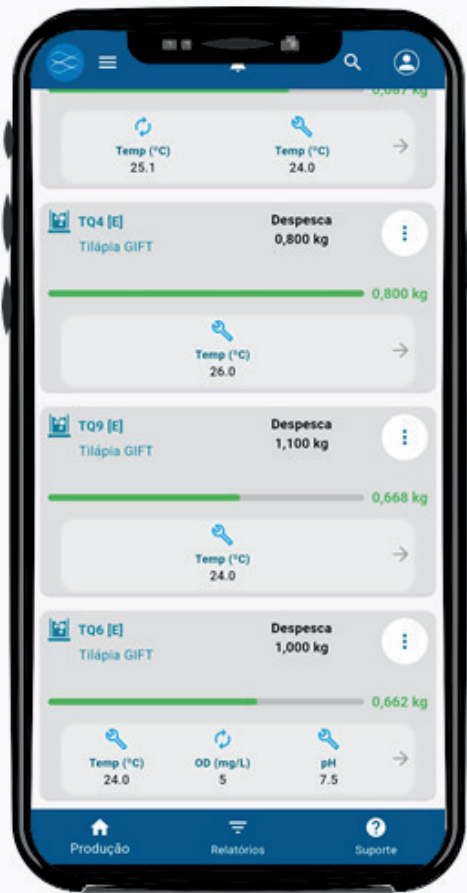 0,087 kg
Temp (°C) Temp (°C)
25.1 24.0
TQ4 [E] Despesca
Tilápia GIFT 0,800 kg
0,800 kg
Temp (°C)
26.0
TQ9 [E] Despesca
Tilápia GIFT 1,100 kg
0,668 kg
Temp (°C)
24.0
TQ6 [E] Despesca
Tilápia GIFT 1,000 kg
0,662 kg
Temp (°C) OD (mg/L) pH
24.0 5 7.5
Produção Relatórios Suporte